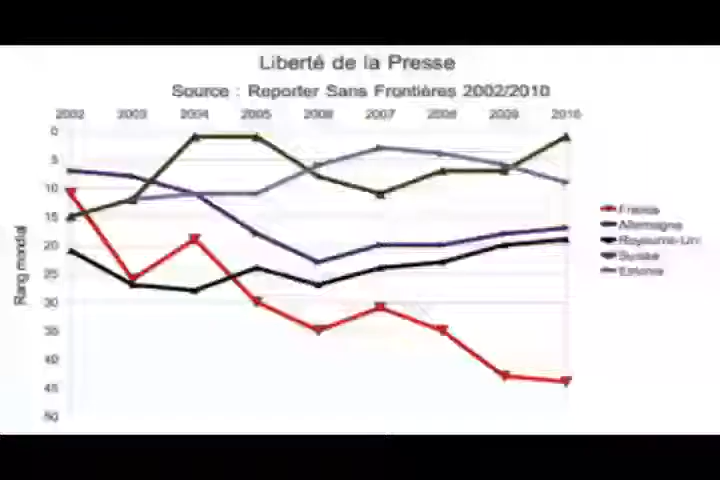 Liberté de la Presse
Source : Reporter Sans Frontières 2002/2010
2002 2003 2004 2005 2006 2007 2008 2009 2010
0
5
10
15
20
25
30
35
40
45
50
Rang mondial
France
Allemagne
Royaume-Uni
Suisse
Estonie